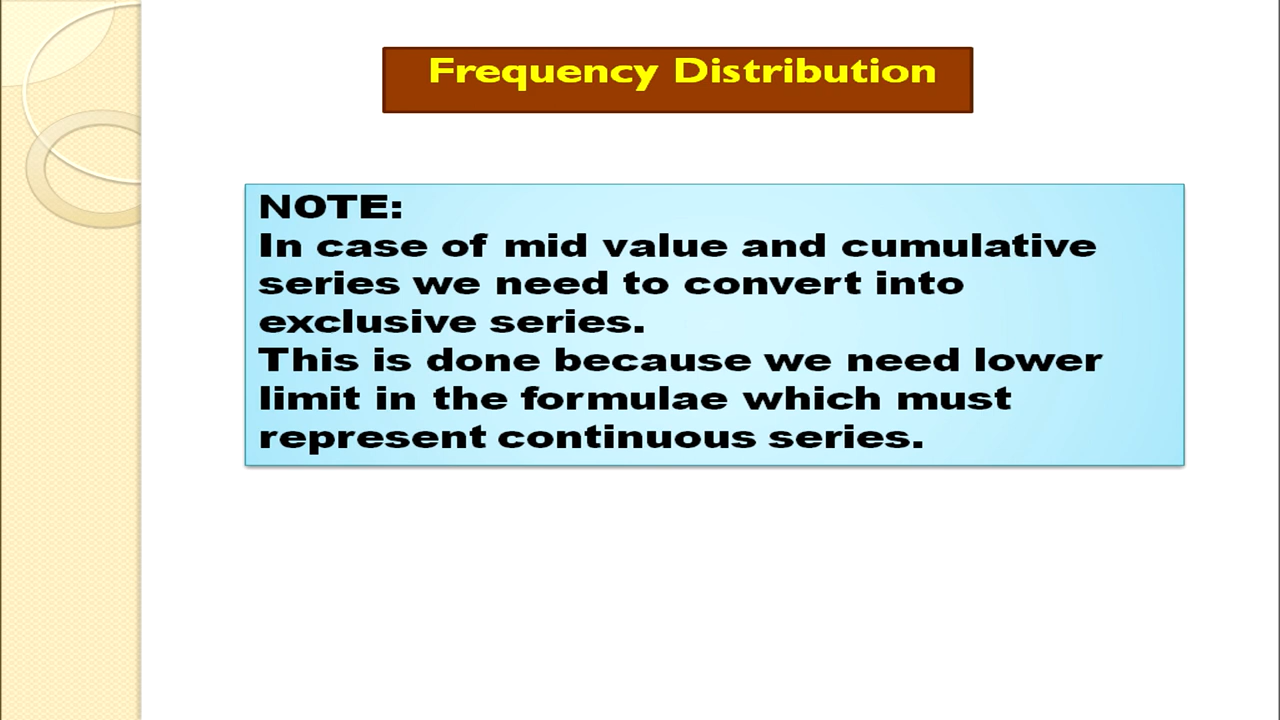 Frequency Distribution
NOTE:
In case of mid value and cumulative
series we need to convert into
exclusive series.
This is done because we need lower
limit in the formulae which must
represent continuous series.